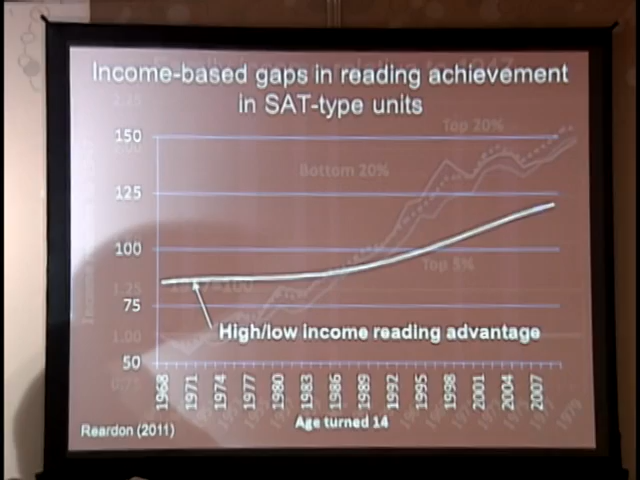 Income-based gaps in reading achievement
in SAT-type units
Top 20%
150
Bottom 20%
125
100
Top 5%
75
High/low income reading advantage
50
1968 1971 1974 1977 1980 1983 1986 1989 1992 1995 1998 2001 2004 2007
Age turned 14
Reardon (2011)